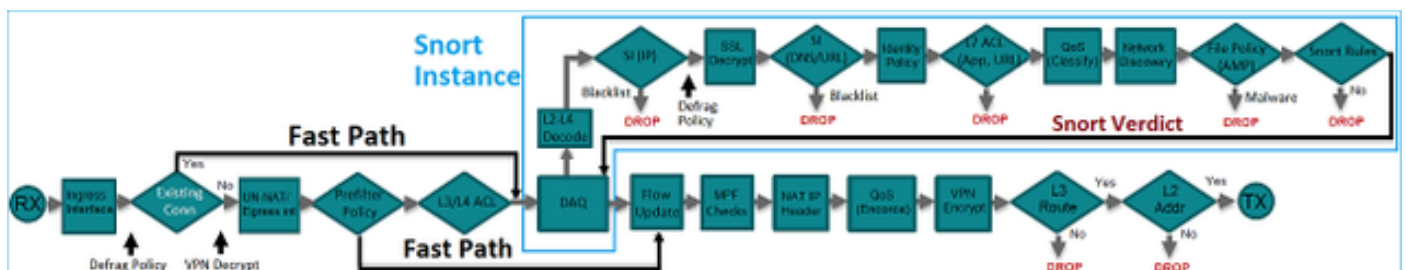 Snort
Instance
SI (IP)
SSL
Decrypt
SI
(DNS/URL)
Identity
Policy
L7 ACL
(App, URL)
QoS
(Classify)
Network
Discovery
File Policy
(AMP)
Snort Rules
Blacklist
Defrag
Policy
Blacklist
Malware
No
DROP
DROP
DROP
DROP
DROP
L2-L4
Decode
Snort Verdict
Fast Path
Yes
RX
Ingress
Interface
Existing
Conn
No
UN-NAT/
Egress int
Prefilter
Policy
L3/L4 ACL
DAQ
Flow
Update
MPF
Checks
NAT IP
Header
QoS
(Enforce)
VPN
Encrypt
L3
Route
Yes
L2
Addr
Yes
TX
Fast Path
No
No
Defrag Policy
VPN Decrypt
DROP
DROP